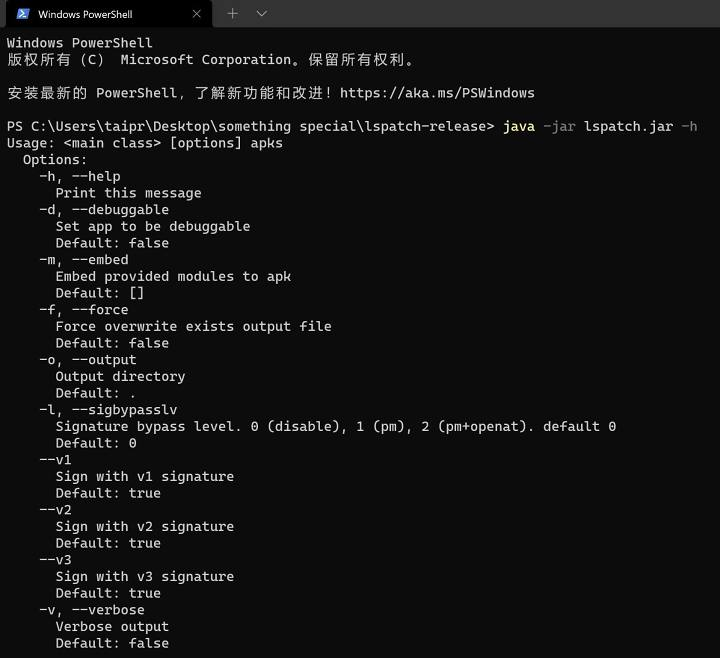 Windows PowerShell
Windows PowerShell
版权所有 (C) Microsoft Corporation。保留所有权利。
安装最新的 PowerShell，了解新功能和改进！https://aka.ms/PSWindows
PS C:\Users\taipr\Desktop\something special\lspatch-release> java -jar lspatch.jar -h
Usage: <main class> [options] apks
  Options:
    -h, --help
      Print this message
    -d, --debuggable
      Set app to be debuggable
      Default: false
    -m, --embed
      Embed provided modules to apk
      Default: []
    -f, --force
      Force overwrite exists output file
      Default: false
    -o, --output
      Output directory
      Default: .
    -l, --sigbypasslv
      Signature bypass level. 0 (disable), 1 (pm), 2 (pm+openat). default 0
      Default: 0
    --v1
      Sign with v1 signature
      Default: true
    --v2
      Sign with v2 signature
      Default: true
    --v3
      Sign with v3 signature
      Default: true
    -v, --verbose
      Verbose output
      Default: false